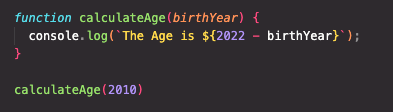 function calculateAge(birthYear) {
  console.log(`The Age is ${2022 - birthYear}`);
}

calculateAge(2010)